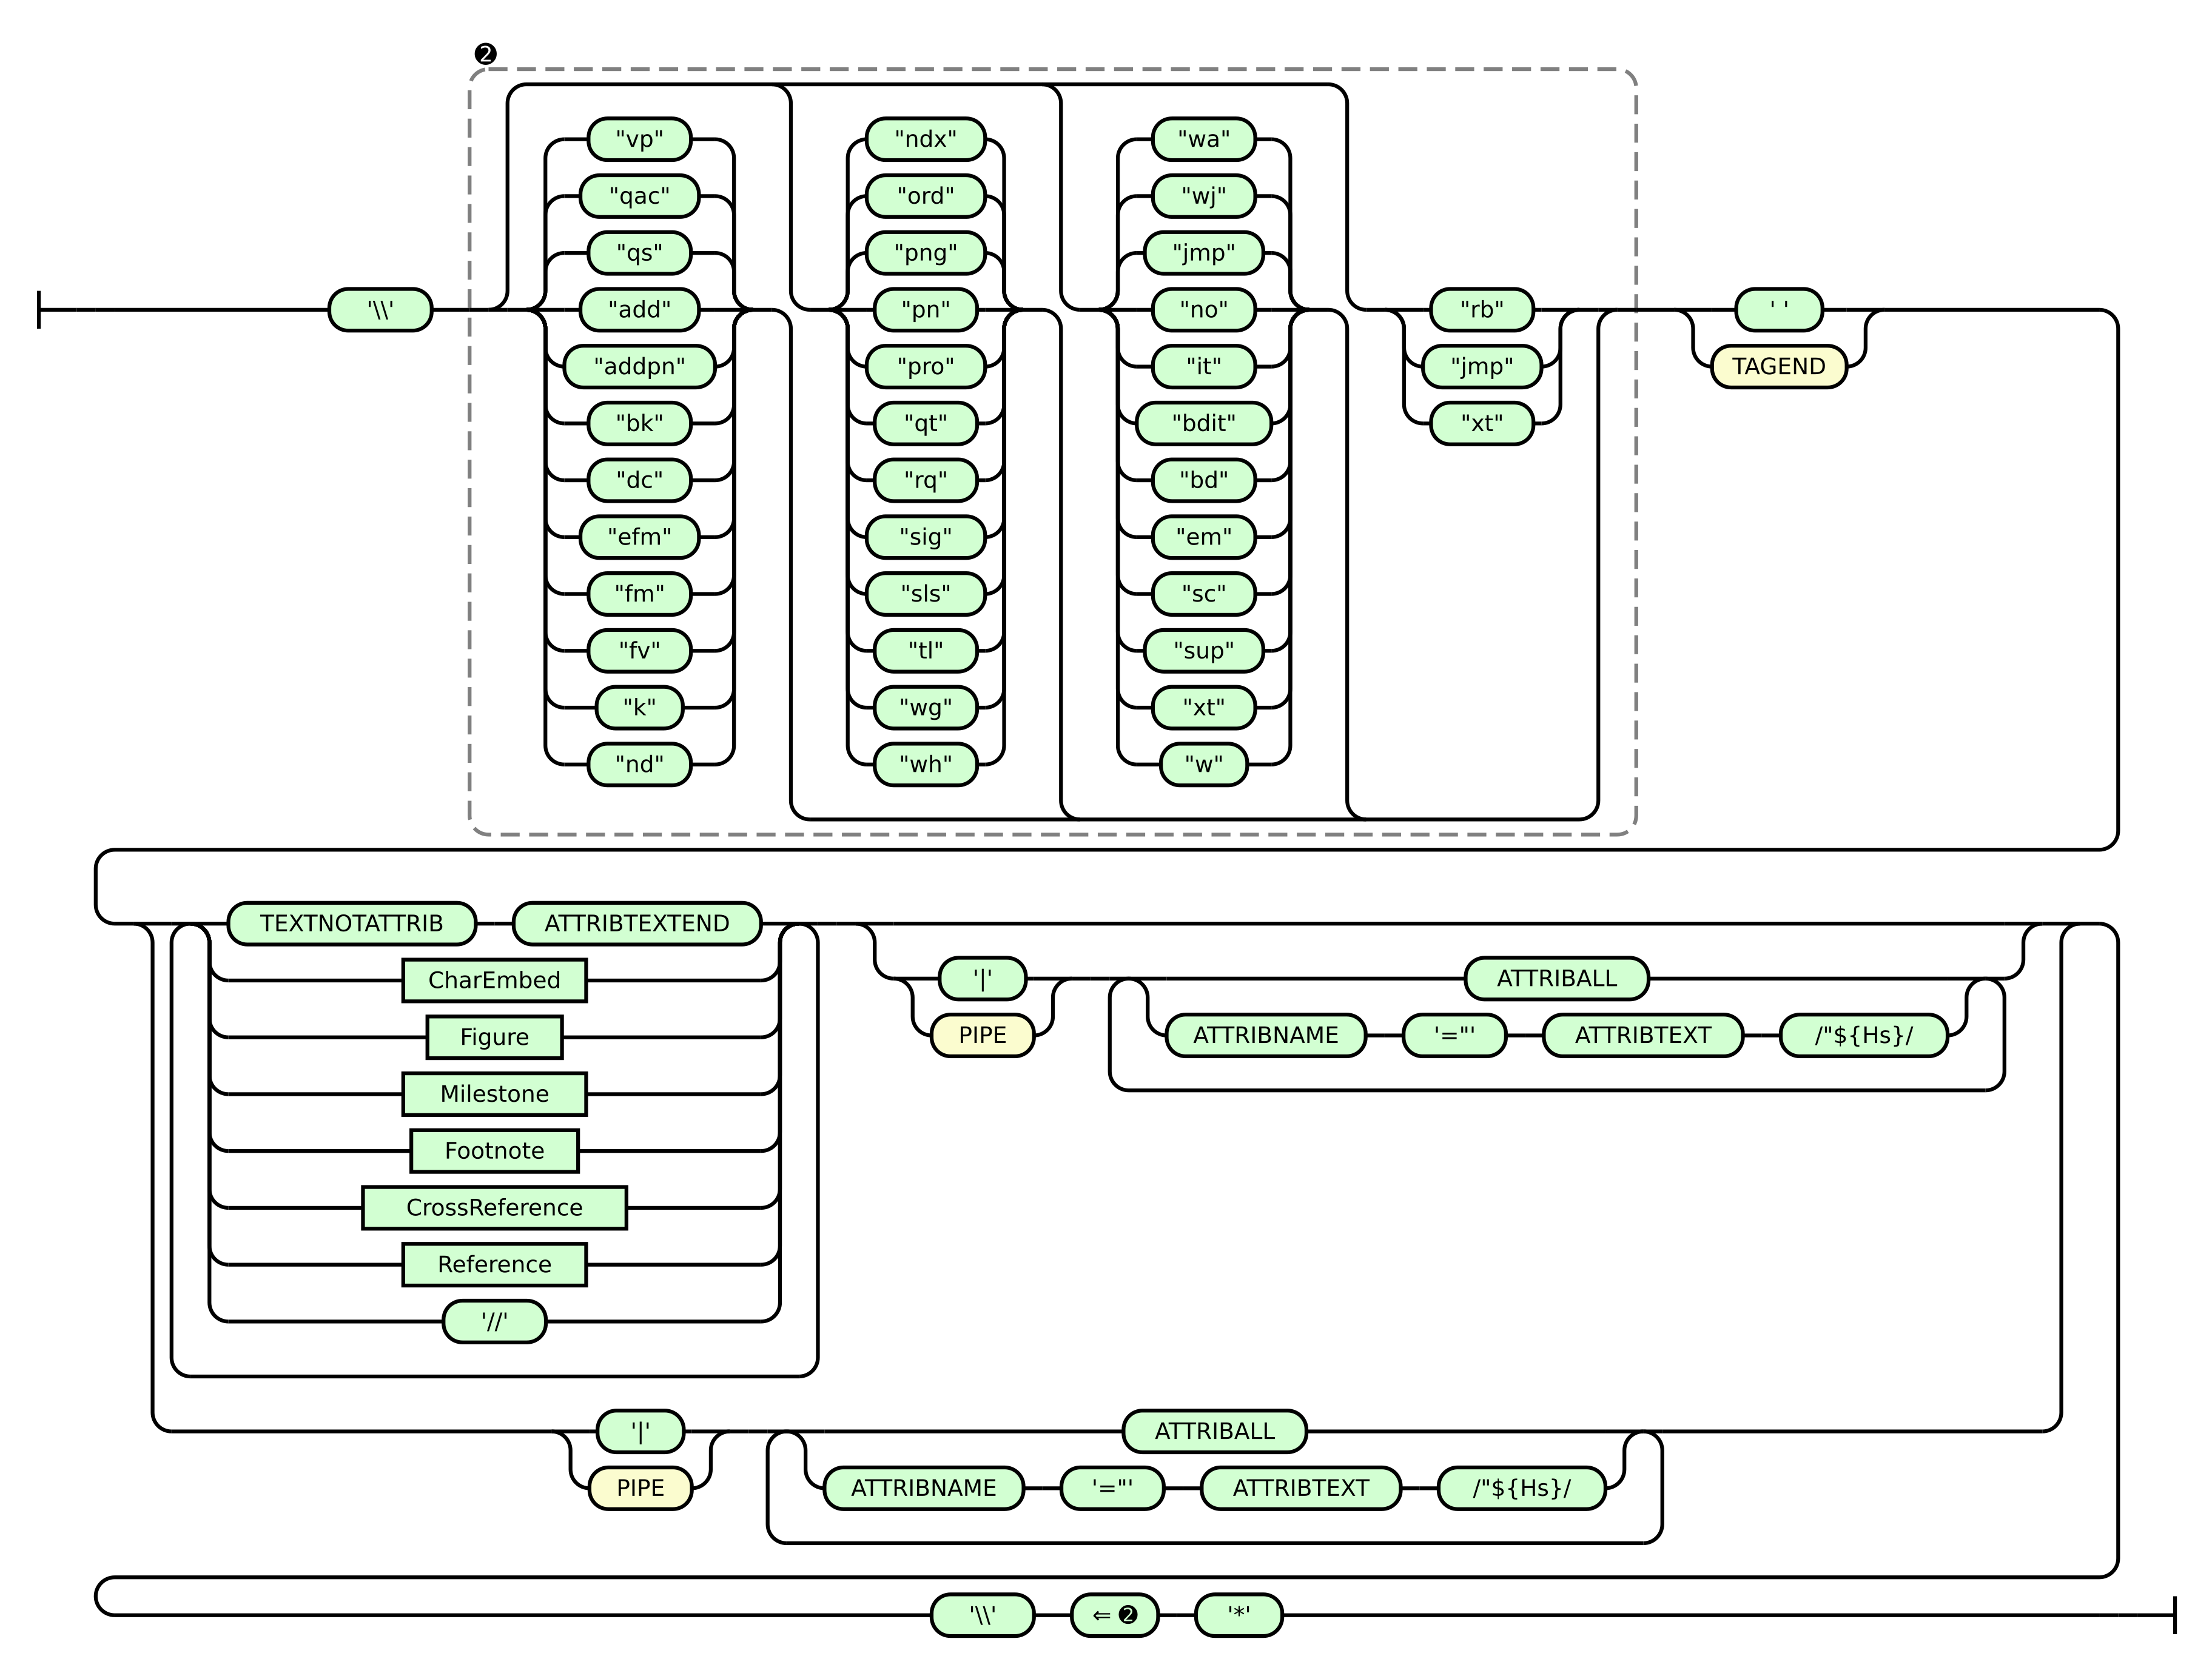 ❷
"vp" "ndx" "wa"
"qac" "ord" "wj"
"qs" "png" "jmp"
'\\' "add" "pn" "no" "rb" ' '
"addpn" "pro" "it" "jmp" TAGEND
"bk" "qt" "bdit" "xt"
"dc" "rq" "bd"
"efm" "sig" "em"
"fm" "sls" "sc"
"fv" "tl" "sup"
"k" "wg" "xt"
"nd" "wh" "w"
TEXTNOTATTRIB ATTRIBTEXTEND
CharEmbed '|' ATTRIBALL
Figure PIPE ATTRIBNAME '="' ATTRIBTEXT /"${Hs}/
Milestone
Footnote
CrossReference
Reference
'//'
'|' ATTRIBALL
PIPE ATTRIBNAME '="' ATTRIBTEXT /"${Hs}/
'\\' ⇐ ❷ '*'